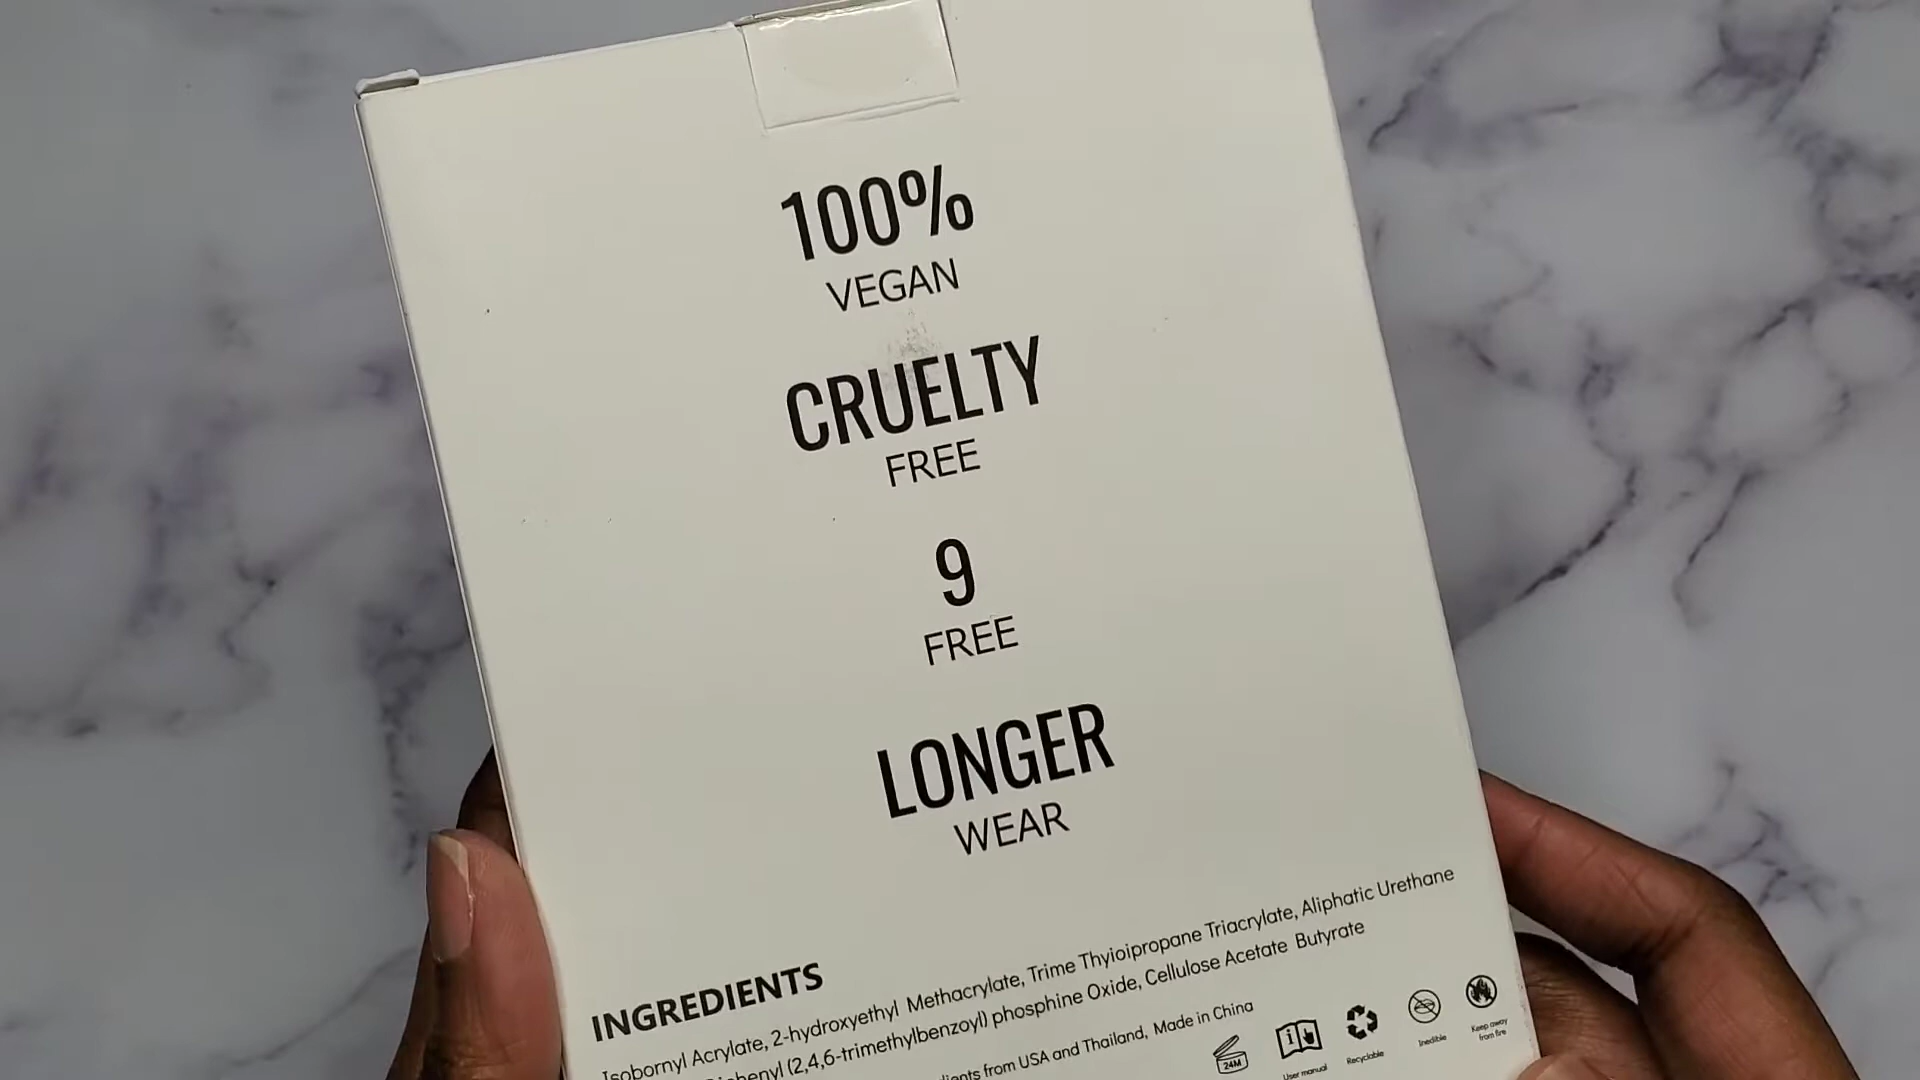 100%
VEGAN
CRUELTY
FREE
9
FREE
LONGER
WEAR
INGREDIENTS
Isobornyl Acrylate, 2-hydroxyethyl Methacrylate, Trime Thyioipropane Triacrylate, Aliphatic Urethane
(2,4,6-trimethylbenzoyl) phosphine Oxide, Cellulose Acetate Butyrate
from USA and Thailand, Made in China
24M
User manual
Recyclable
Inedible
Keep away
from fire